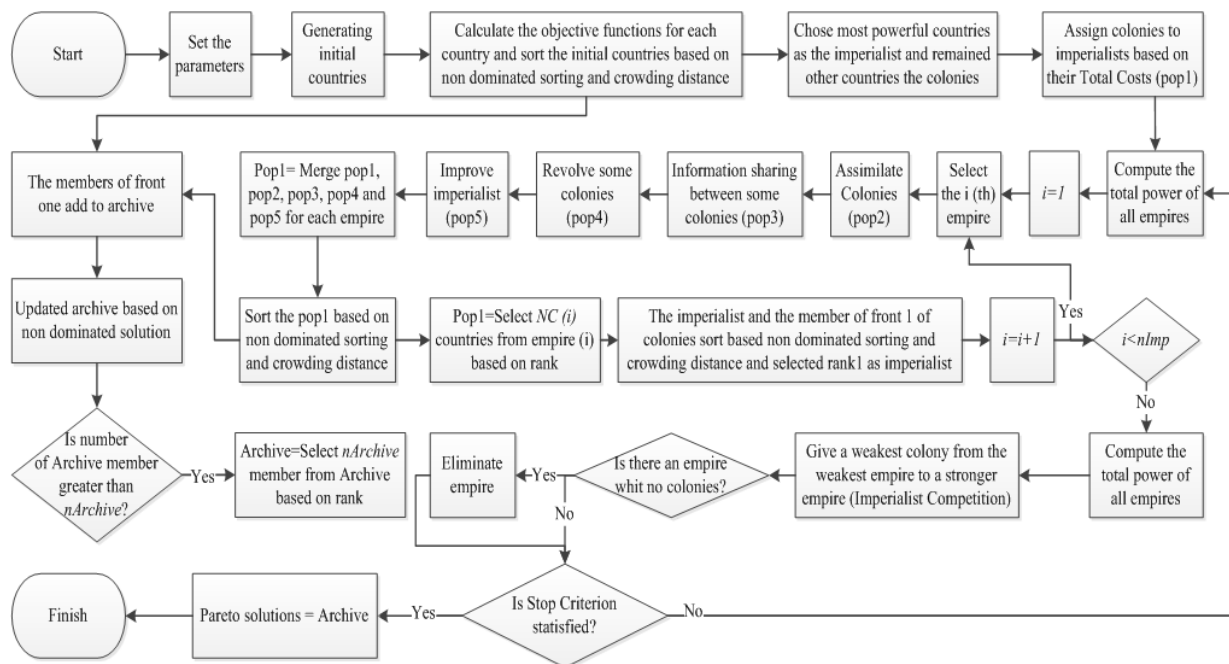 Start
Set the
parameters
Generating
initial
countries
Calculate the objective functions for each
country and sort the initial countries based on
non dominated sorting and crowding distance
Chose most powerful countries
as the imperialist and remained
other countries the colonies
Assign colonies to
imperialists based on
their Total Costs (pop1)
The members of front
one add to archive
Pop1= Merge pop1,
pop2, pop3, pop4 and
pop5 for each empire
Improve
imperialist
(pop5)
Revolve some
colonies
(pop4)
Information sharing
between some
colonies (pop3)
Assimilate
Colonies
(pop2)
Select
the i (th)
empire
i=1
Compute the
total power of
all empires
Updated archive based on
non dominated solution
Sort the pop1 based on
non dominated sorting
and crowding distance
Pop1=Select NC (i)
countries from empire (i)
based on rank
The imperialist and the member of front 1 of
colonies sort based non dominated sorting and
crowding distance and selected rank1 as imperialist
i=i+1
Yes
i<nImp
No
Is number
of Archive member
greater than
nArchive?
Yes
Archive=Select nArchive
member from Archive
based on rank
Eliminate
empire
Yes
No
Is there an empire
whit no colonies?
Give a weakest colony from the
weakest empire to a stronger
empire (Imperialist Competition)
Compute the
total power of
all empires
Finish
Pareto solutions = Archive
Yes
Is Stop Criterion
statisfied?
No